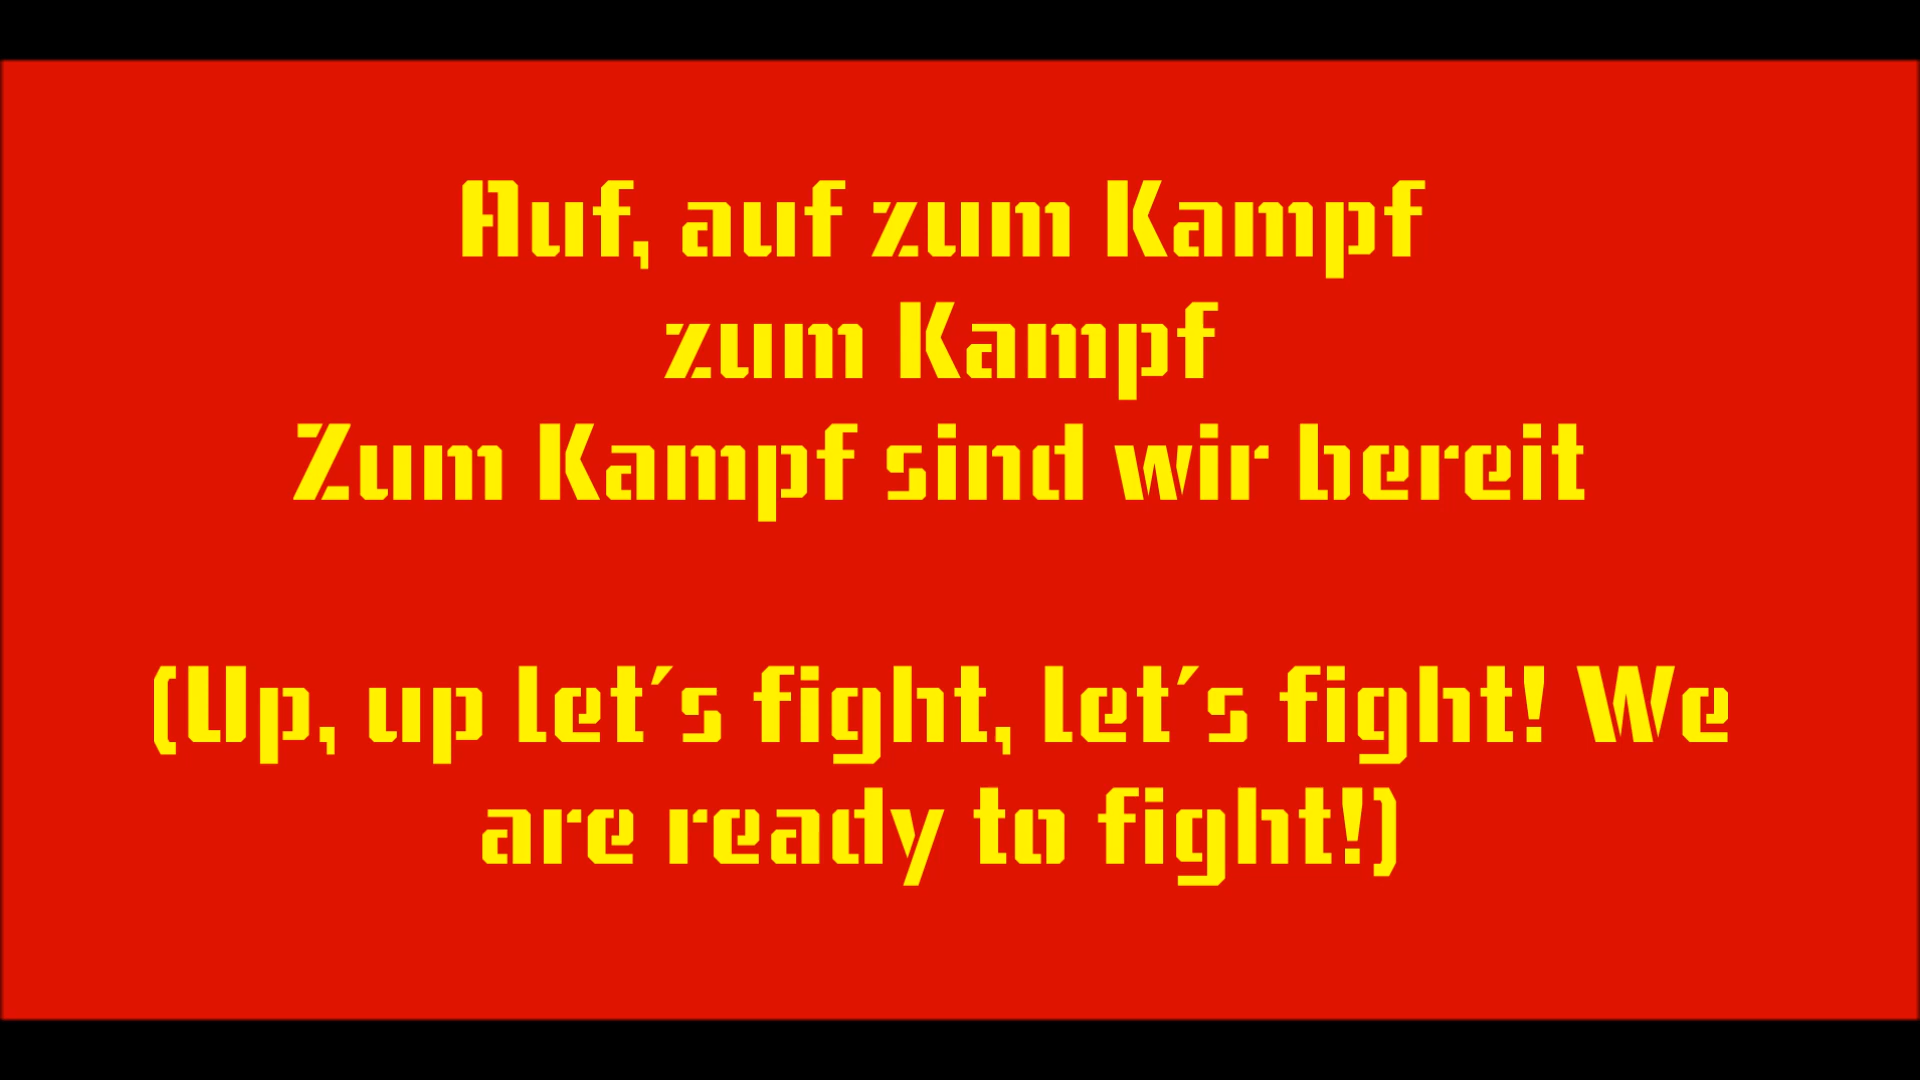 Auf, auf zum Kampf
zum Kampf
Zum Kampf sind wir bereit
(Up, up let's fight, let's fight! We
are ready to fight!)